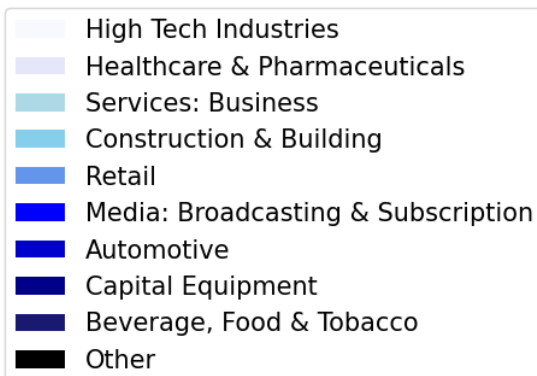 High Tech Industries
Healthcare & Pharmaceuticals
Services: Business
Construction & Building
Retail
Media: Broadcasting & Subscription
Automotive
Capital Equipment
Beverage, Food & Tobacco
Other